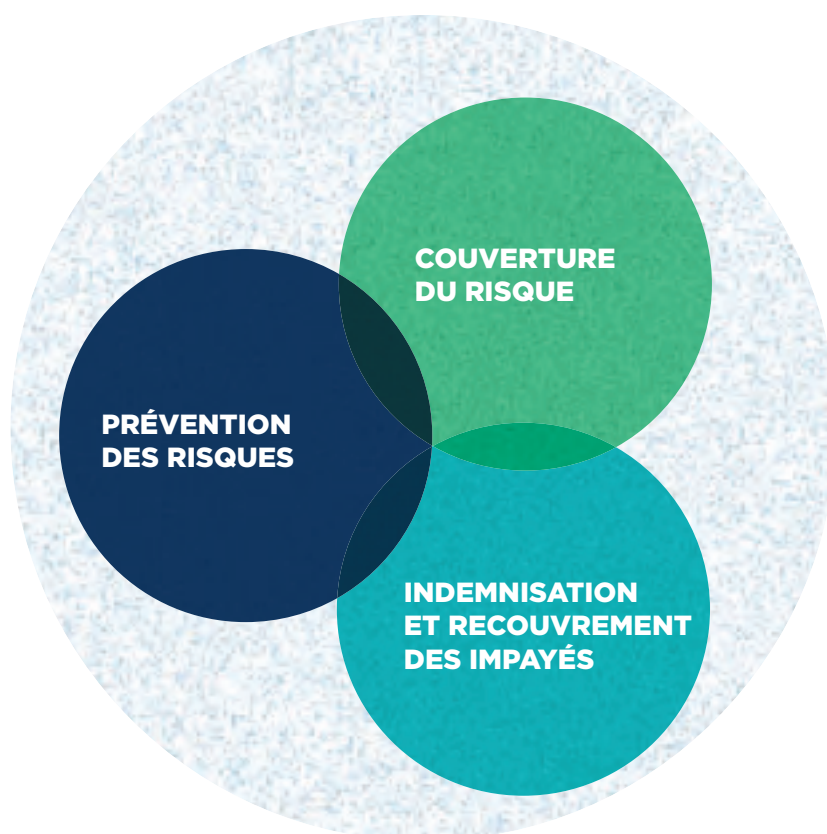 COUVERTURE
DU RISQUE
PRÉVENTION
DES RISQUES
INDEMNISATION
ET RECOUVREMENT
DES IMPAYÉS